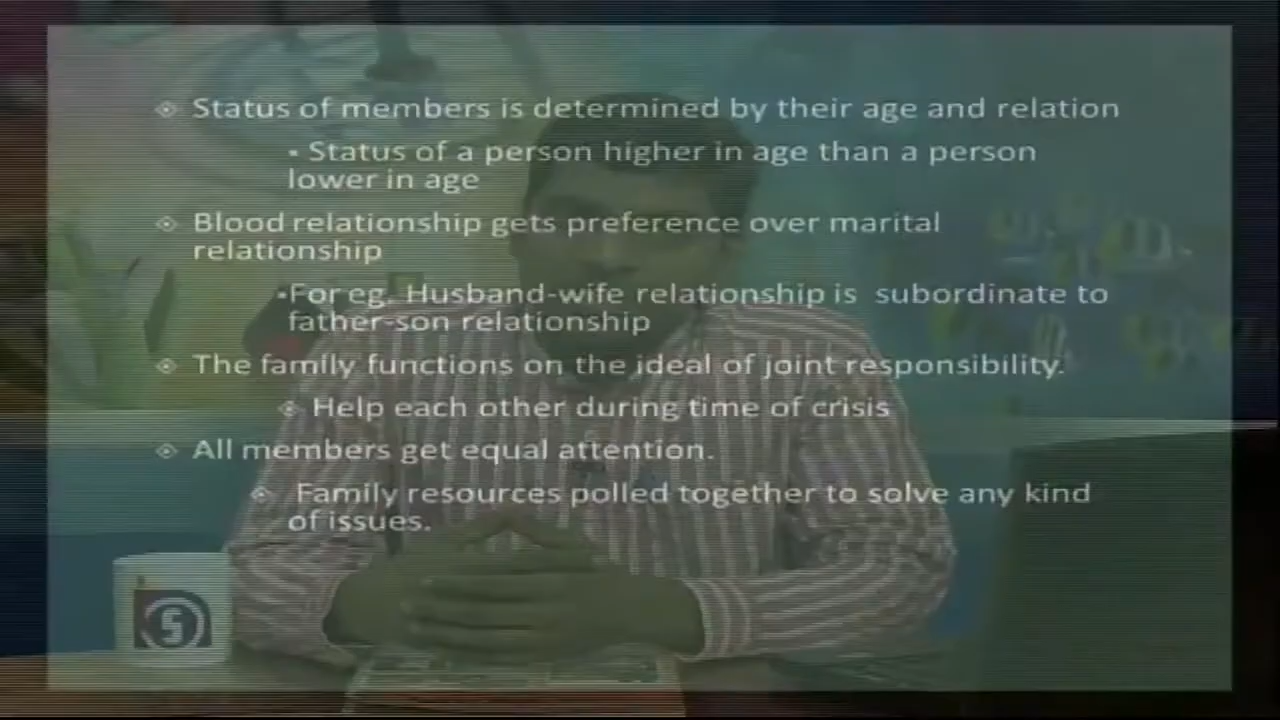 Status of members is determined by their age and relation
- Status of a person higher in age than a person
lower in age
Blood relationship gets preference over marital
relationship
-For eg. Husband-wife relationship is subordinate to
father-son relationship
The family functions on the ideal of joint responsibility.
Help each other during time of crisis
All members get equal attention.
Family resources polled together to solve any kind
of issues.